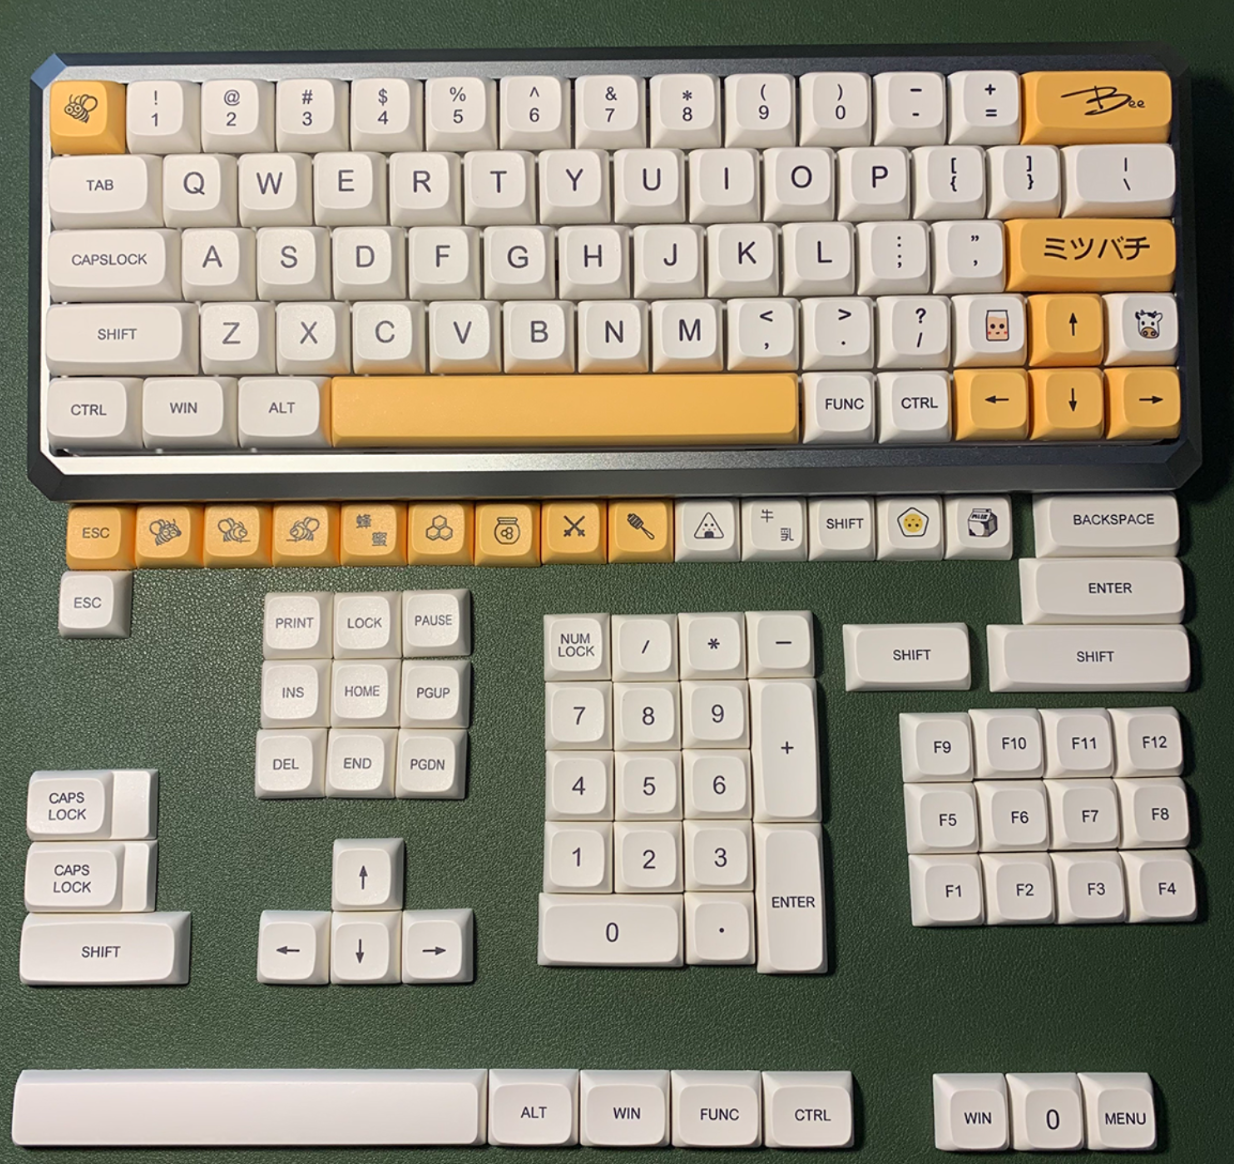 ! @ # $ % ^ & * ( ) – + Bee
1 2 3 4 5 6 7 8 9 0 - =
TAB Q W E R T Y U I O P [ ] |
{ } \
CAPSLOCK A S D F G H J K L : " ミツバチ
; ,
SHIFT Z X C V B N M < > ? ↑
, . /
CTRL WIN ALT FUNC CTRL ← ↓ →
ESC 蜂 牛 SHIFT MILK BACKSPACE
蜜 乳
ESC ENTER
PRINT LOCK PAUSE
INS HOME PGUP
DEL END PGDN
NUM / * –
LOCK
7 8 9 +
4 5 6
1 2 3 ENTER
0 .
SHIFT SHIFT
F9 F10 F11 F12
F5 F6 F7 F8
F1 F2 F3 F4
CAPS
LOCK
CAPS
LOCK
SHIFT
↑
← ↓ →
ALT WIN FUNC CTRL
WIN 0 MENU